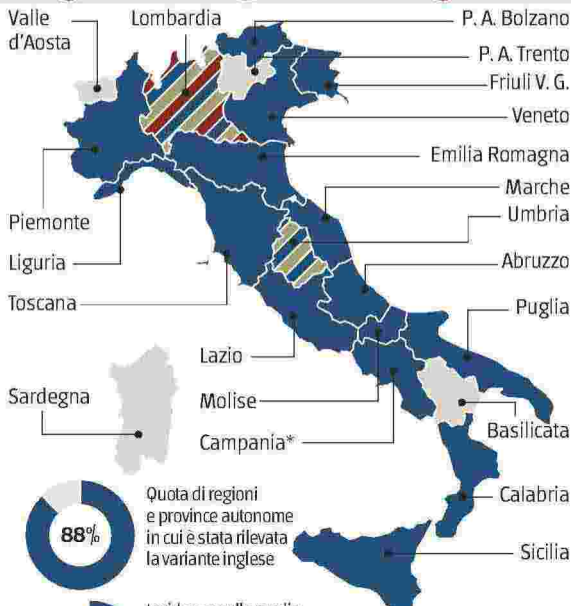 Valle
d'Aosta
Lombardia
P. A. Bolzano
P. A. Trento
Friuli V. G.
Veneto
Emilia Romagna
Marche
Umbria
Abruzzo
Puglia
Piemonte
Liguria
Toscana
Lazio
Sardegna
Molise
Campania*
Basilicata
Calabria
Sicilia
88%
Quota di regioni
e province autonome
in cui è stata rilevata
la variante inglese